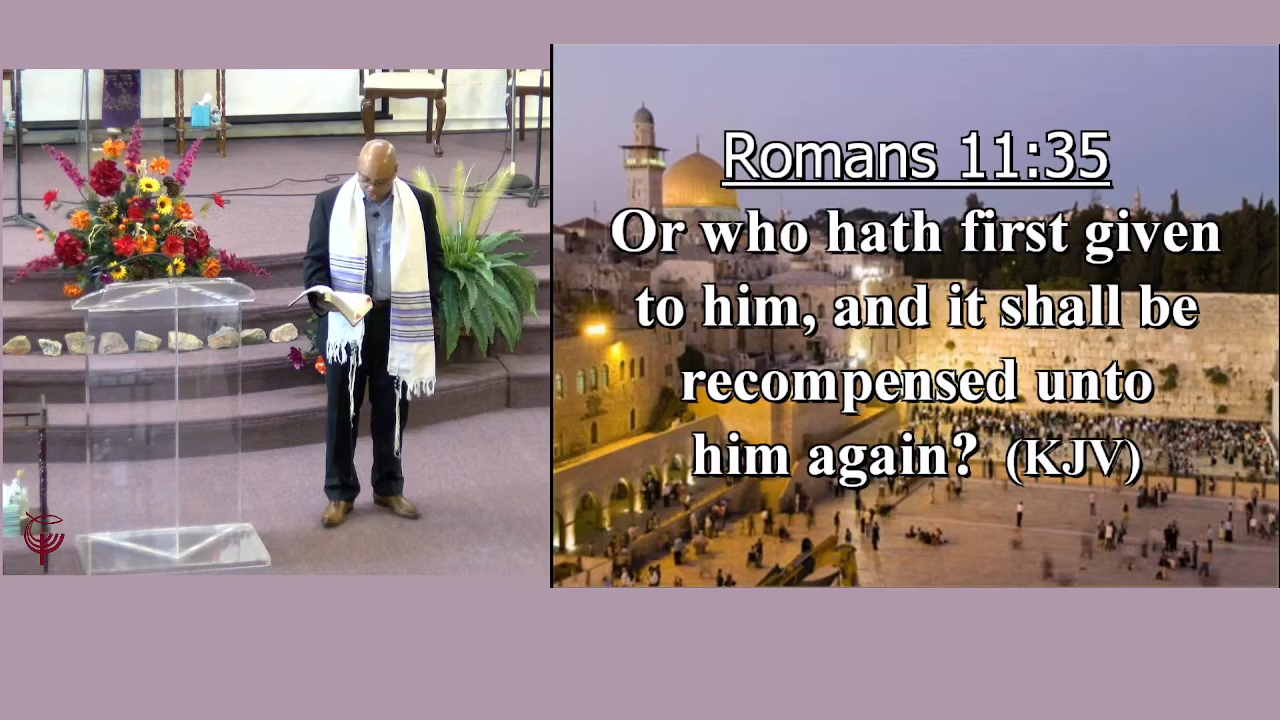 Romans 11:35
Or who hath first given
to him, and it shall be
recompensed unto
him again? (KJV)